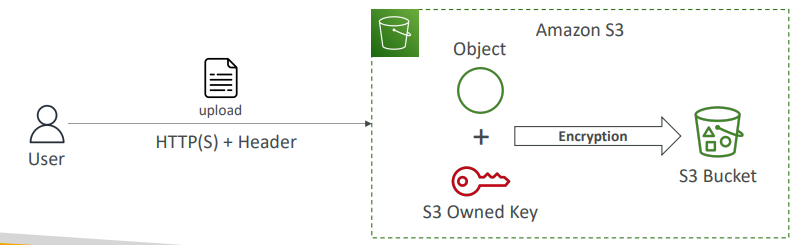 Amazon S3
Object
upload
HTTP(S) + Header
User
+
Encryption
S3 Bucket
S3 Owned Key